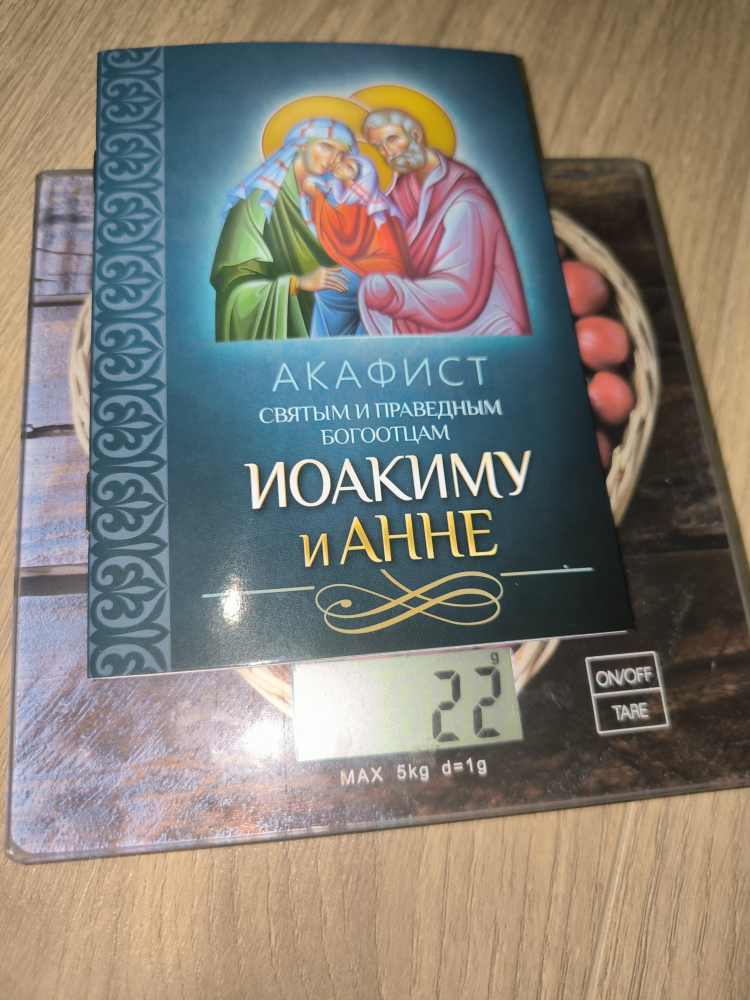 АКАФИСТ
СВЯТЫМ И ПРАВЕДНЫМ
БОГООТЦАМ
ИОАКИМУ
И АННЕ
g
22
ON/OFF
TARE
MAX 5kg d=1g